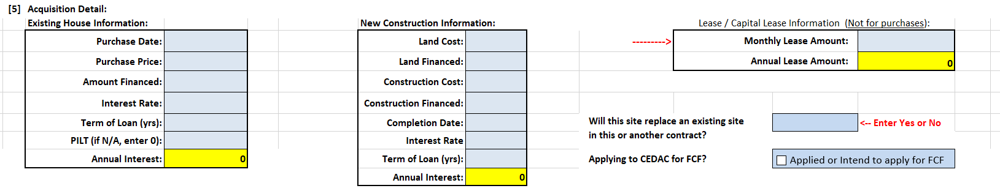 [5] Acquisition Detail:
Existing House Information:
Purchase Date:
Purchase Price:
Amount Financed:
Interest Rate:
Term of Loan (yrs):
PILT (if N/A, enter 0):
Annual Interest: 0
New Construction Information:
Land Cost:
Land Financed:
Construction Cost:
Construction Financed:
Completion Date:
Interest Rate
Term of Loan (yrs):
Annual Interest: 0
Lease / Capital Lease Information (Not for purchases):
---------> Monthly Lease Amount:
Annual Lease Amount: 0
Will this site replace an existing site
in this or another contract?
<-- Enter Yes or No
Applying to CEDAC for FCF?
Applied or Intend to apply for FCF